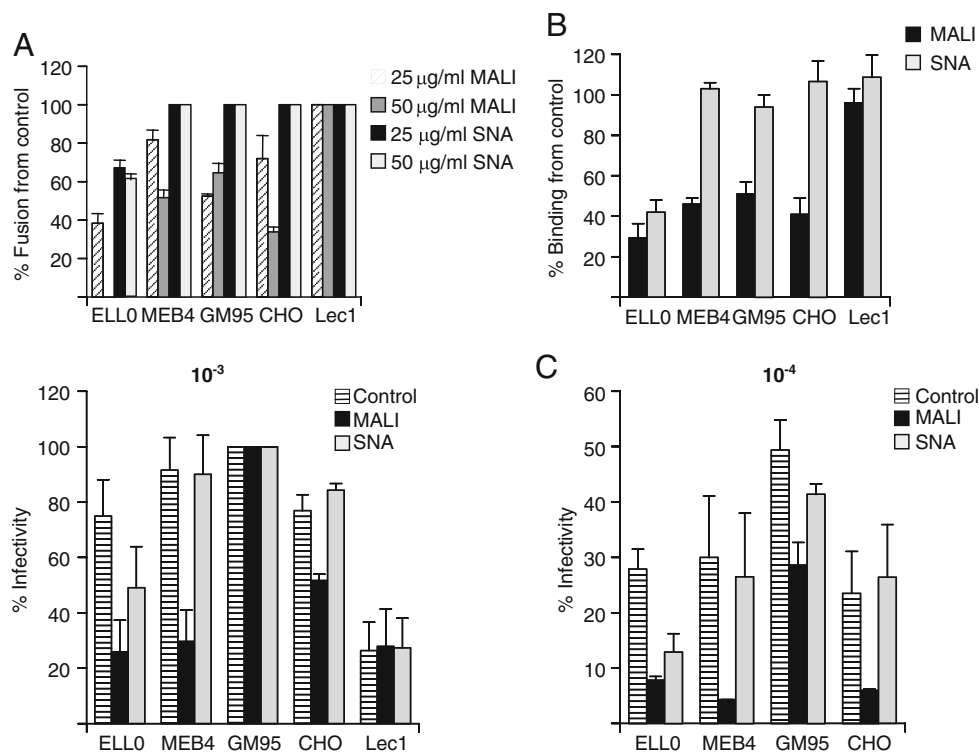 A
% Fusion from control
120
100
80
60
40
20
ELL0 MEB4 GM95 CHO Lec1
25 µg/ml MALI
50 µg/ml MALI
25 µg/ml SNA
50 µg/ml SNA
B
% Binding from control
120
100
80
60
40
20
ELL0 MEB4 GM95 CHO Lec1
MALI
SNA
10-3
% Infectivity
120
100
80
60
40
20
ELL0 MEB4 GM95 CHO Lec1
Control
MALI
SNA
C
10-4
% Infectivity
60
50
40
30
20
10
ELL0 MEB4 GM95 CHO
Control
MALI
SNA